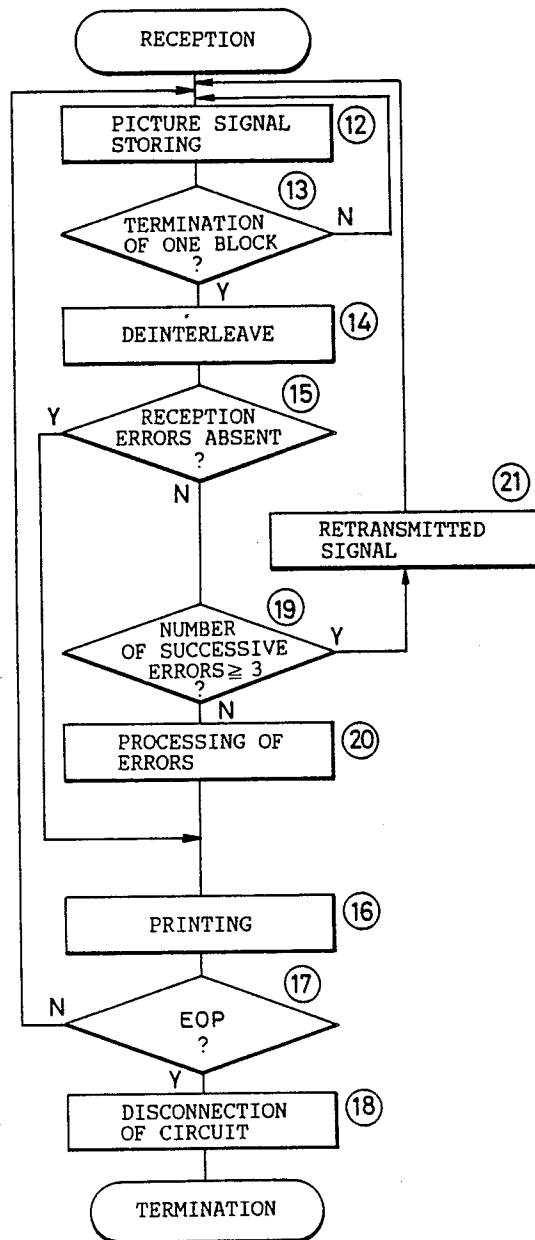 RECEPTION
PICTURE SIGNAL
STORING
12
13
TERMINATION
OF ONE BLOCK
?
N
Y
DEINTERLEAVE
14
15
Y
RECEPTION
ERRORS ABSENT
?
N
21
RETRANSMITTED
SIGNAL
19
NUMBER
OF SUCCESSIVE
ERRORS ≧ 3
?
Y
N
PROCESSING OF
ERRORS
20
PRINTING
16
17
N
EOP
?
Y
DISCONNECTION
OF CIRCUIT
18
TERMINATION